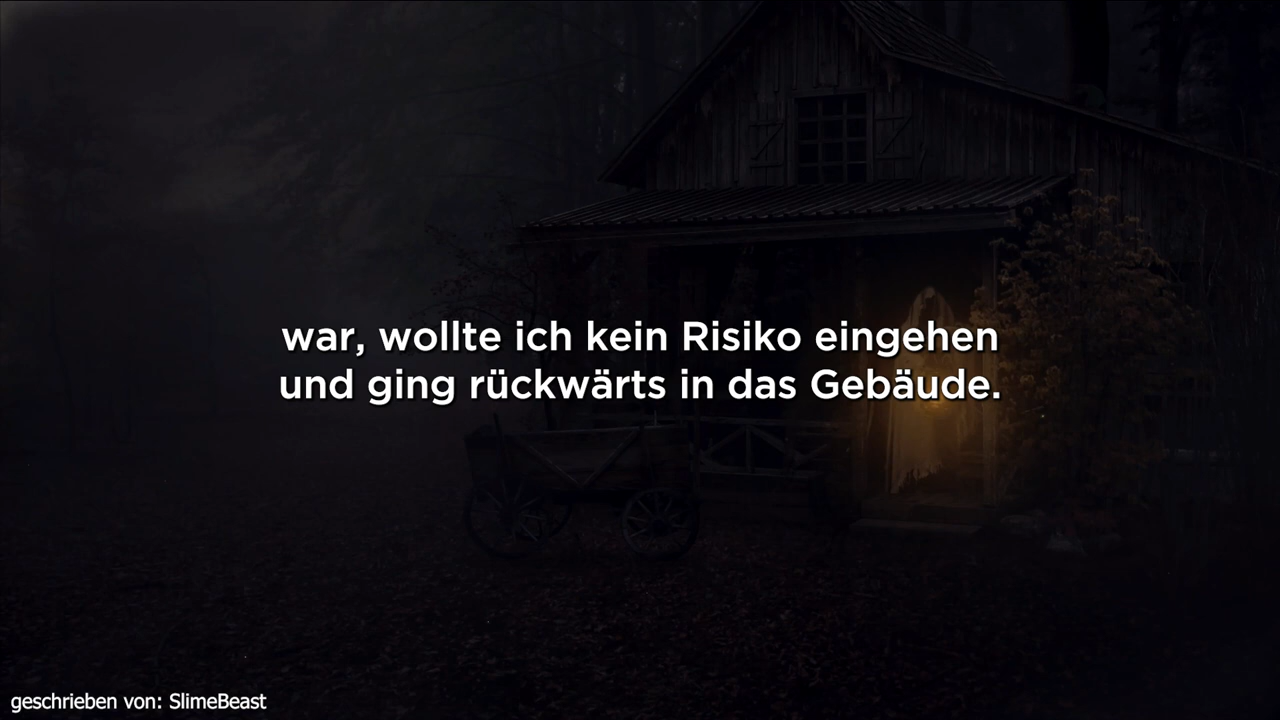 war, wollte ich kein Risiko eingehen
und ging rückwärts in das Gebäude.
geschrieben von: SlimeBeast